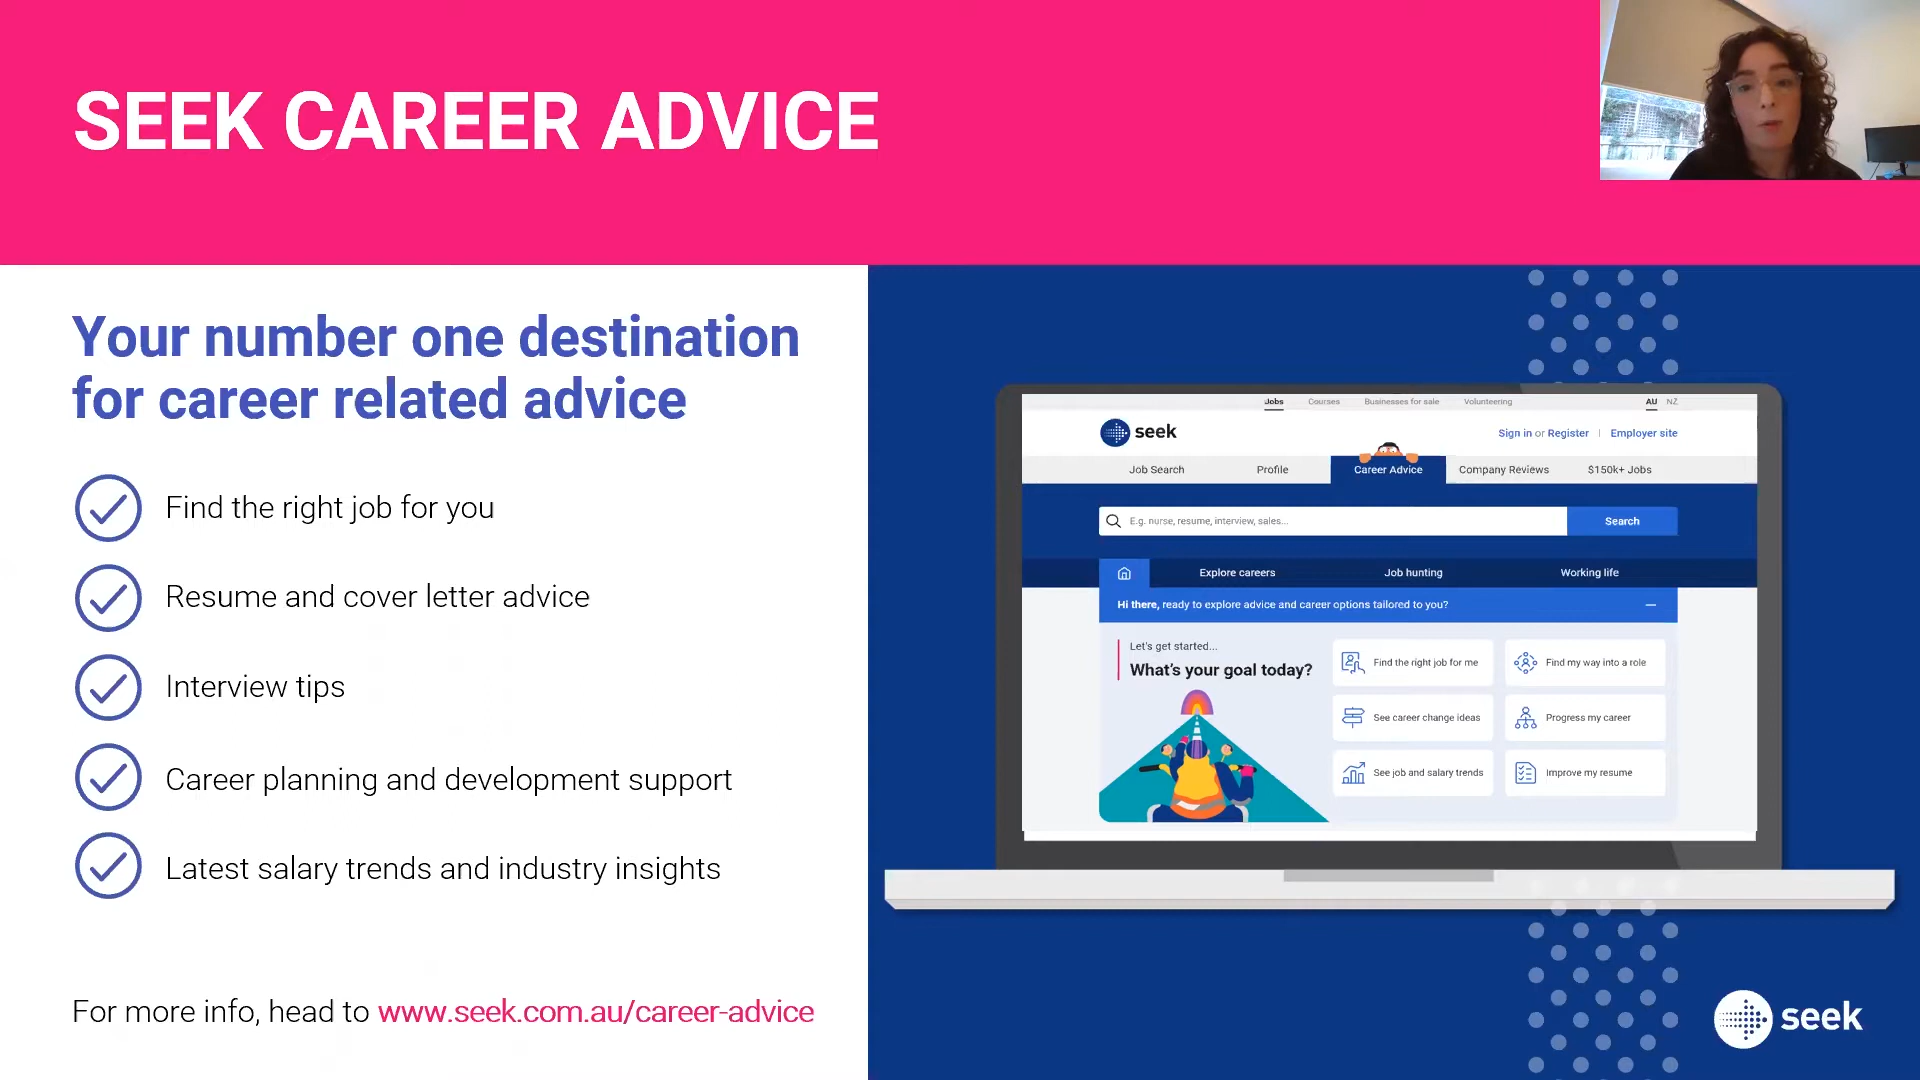 SEEK CAREER ADVICE
Your number one destination
for career related advice
Find the right job for you
Resume and cover letter advice
Interview tips
Career planning and development support
Latest salary trends and industry insights
For more info, head to www.seek.com.au/career-advice
Jobs Courses Businesses for sale Volunteering AU NZ
seek
Sign in or Register | Employer site
Job Search Profile Career Advice Company Reviews $150k+ Jobs
E.g. nurse, resume, interview, sales... Search
Explore careers Job hunting Working life
Hi there, ready to explore advice and career options tailored to you?
Let's get started...
What's your goal today?
Find the right job for me Find my way into a role
See career change ideas Progress my career
See job and salary trends Improve my resume
seek